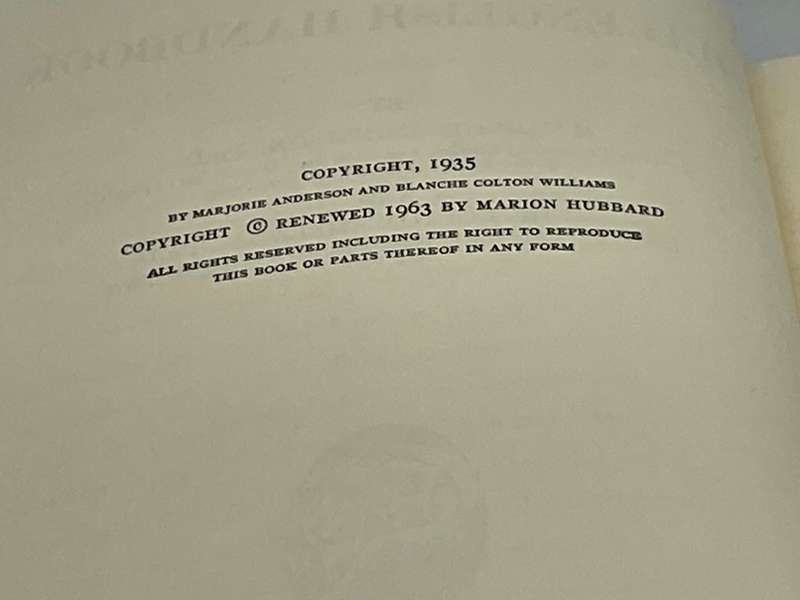 COPYRIGHT, 1935
BY MARJORIE ANDERSON AND BLANCHE COLTON WILLIAMS
COPYRIGHT © RENEWED 1963 BY MARION HUBBARD
ALL RIGHTS RESERVED INCLUDING THE RIGHT TO REPRODUCE
THIS BOOK OR PARTS THEREOF IN ANY FORM